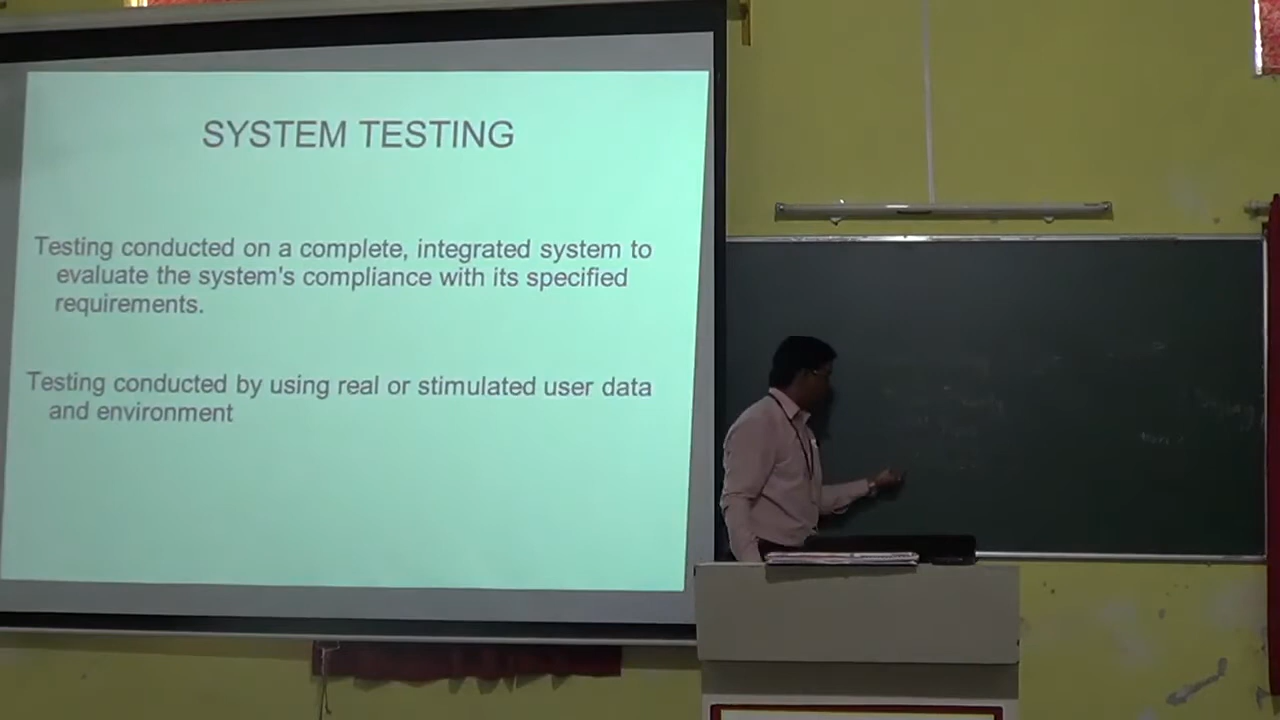 SYSTEM TESTING
Testing conducted on a complete, integrated system to
evaluate the system's compliance with its specified
requirements.
Testing conducted by using real or stimulated user data
and environment